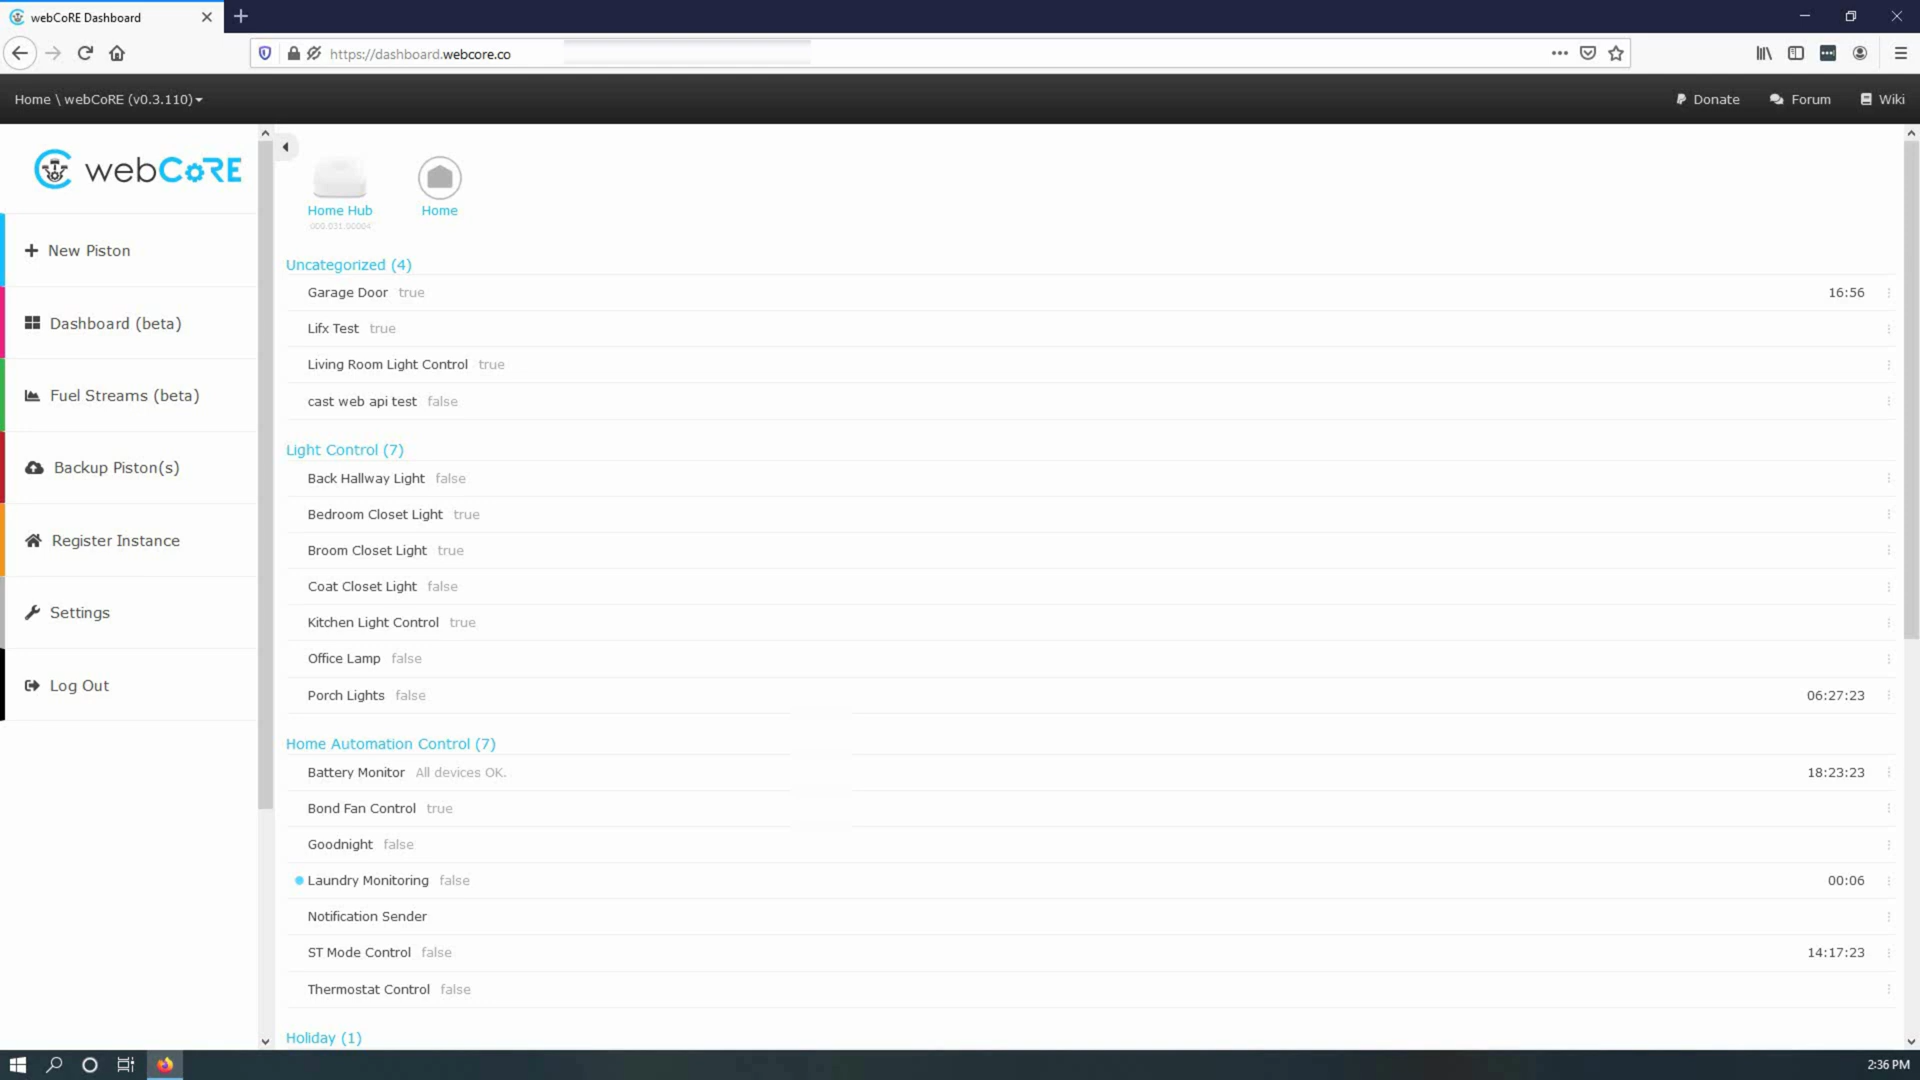 webCoRE Dashboard
https://dashboard.webcore.co
Home \ webCoRE (v0.3.110)
Donate
Forum
Wiki
webCoRE
New Piston
Dashboard (beta)
Fuel Streams (beta)
Backup Piston(s)
Register Instance
Settings
Log Out
Home Hub
Home
Uncategorized (4)
Garage Door true 16:56
Lifx Test true
Living Room Light Control true
cast web api test false
Light Control (7)
Back Hallway Light false
Bedroom Closet Light true
Broom Closet Light true
Coat Closet Light false
Kitchen Light Control true
Office Lamp false
Porch Lights false 06:27:23
Home Automation Control (7)
Battery Monitor All devices OK. 18:23:23
Bond Fan Control true
Goodnight false
Laundry Monitoring false 00:06
Notification Sender
ST Mode Control false 14:17:23
Thermostat Control false
Holiday (1)
2:36 PM